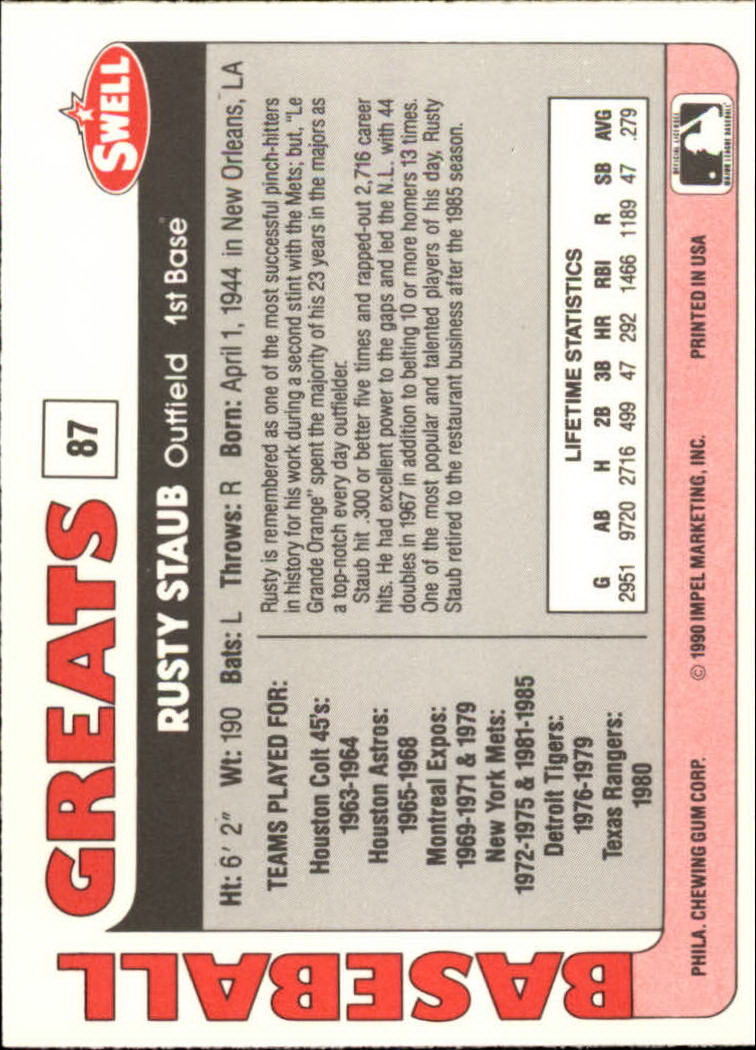 BASEBALL
GREATS
87
SWELL
RUSTY STAUB Outfield 1st Base
Ht: 6' 2" Wt: 190 Bats: L Throws: R Born: April 1, 1944 in New Orleans, LA
TEAMS PLAYED FOR:
Houston Colt 45's:
1963-1964
Houston Astros:
1965-1968
Montreal Expos:
1969-1971 & 1979
New York Mets:
1972-1975 & 1981-1985
Detroit Tigers:
1976-1979
Texas Rangers:
1980
Rusty is remembered as one of the most successful pinch-hitters
in history for his work during a second stint with the Mets; but, "Le
Grande Orange" spent the majority of his 23 years in the majors as
a top-notch every day outfielder.
Staub hit .300 or better five times and rapped-out 2,716 career
hits. He had excellent power to the gaps and led the N.L. with 44
doubles in 1967 in addition to belting 10 or more homers 13 times.
One of the most popular and talented players of his day, Rusty
Staub retired to the restaurant business after the 1985 season.
LIFETIME STATISTICS
G AB H 2B 3B HR RBI R SB AVG
2951 9720 2716 499 47 292 1466 1189 47 .279
PHILA. CHEWING GUM CORP. © 1990 IMPEL MARKETING, INC. PRINTED IN USA
OFFICIAL LICENSEE
MAJOR LEAGUE BASEBALL